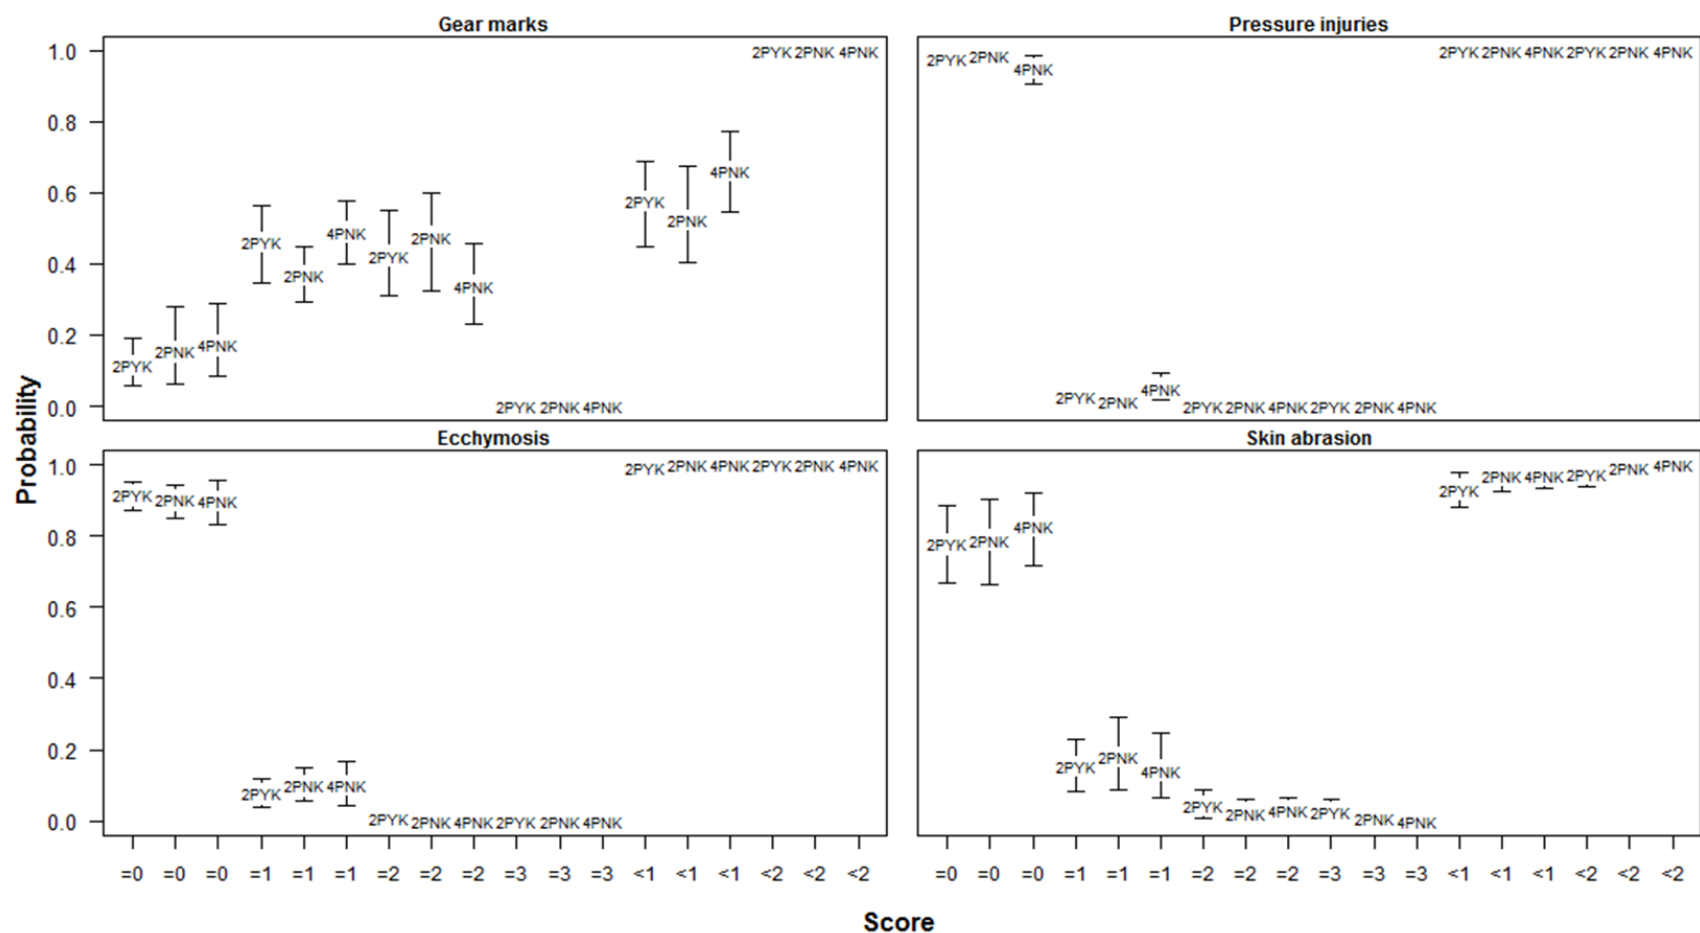 Gear marks
1.0
0.8
0.6
0.4
0.2
0.0
2PYK 2PNK 4PNK
2PYK 2PNK 4PNK
2PYK 2PNK 4PNK
2PYK 2PNK 4PNK
2PYK 2PNK 4PNK
2PYK 2PNK 4PNK
Pressure injuries
2PYK 2PNK 4PNK
2PYK 2PNK 4PNK
2PYK 2PNK 4PNK 2PYK 2PNK 4PNK
2PYK 2PNK 4PNK 2PYK 2PNK 4PNK
Probability
Ecchymosis
1.0
0.8
0.6
0.4
0.2
0.0
2PYK 2PNK 4PNK
2PYK 2PNK 4PNK
2PYK 2PNK 4PNK 2PYK 2PNK 4PNK
2PYK 2PNK 4PNK 2PYK 2PNK 4PNK
Skin abrasion
2PYK 2PNK 4PNK
2PYK 2PNK 4PNK
2PYK 2PNK 4PNK 2PYK 2PNK 4PNK
2PYK 2PNK 4PNK 2PYK 2PNK 4PNK
=0 =0 =0 =1 =1 =1 =2 =2 =2 =3 =3 =3 <1 <1 <1 <2 <2 <2
=0 =0 =0 =1 =1 =1 =2 =2 =2 =3 =3 =3 <1 <1 <1 <2 <2 <2
Score